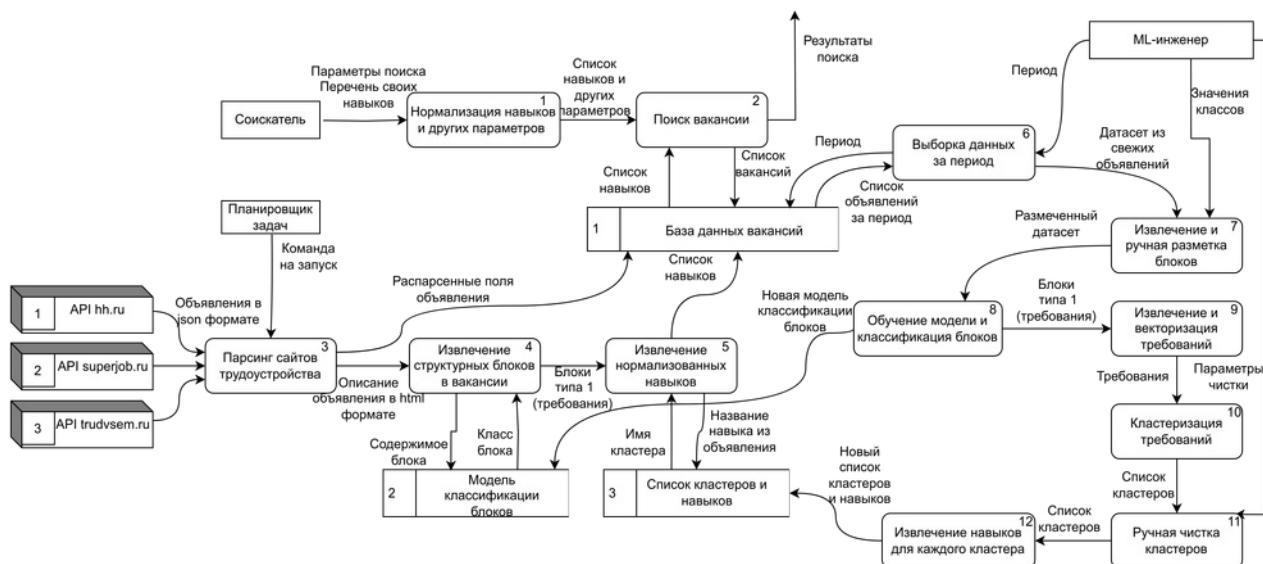 Результаты
поиска
ML-инженер
Период
Значения
классов
Параметры поиска
Перечень своих
навыков
Список
навыков и
других
параметров
Соискатель
1
Нормализация навыков
и других параметров
2
Поиск вакансии
6
Выборка данных
за период
Датасет из
свежих
объявлений
Период
Список
навыков
Список
вакансий
Список
объявлений
за период
Планировщик
задач
1
База данных вакансий
Размеченный
датасет
7
Извлечение и
ручная разметка
блоков
Команда
на запуск
Распарсенные поля
объявления
Список
навыков
1
API hh.ru
Объявления в
json формате
Новая модель
классификации
блоков
8
Обучение модели и
классификация блоков
Блоки
типа 1
(требования)
9
Извлечение и
векторизация
требований
2
API superjob.ru
3
Парсинг сайтов
трудоустройства
4
Извлечение
структурных блоков
в вакансии
5
Извлечение
нормализованных
навыков
Описание
объявления в html
формате
Блоки
типа 1
(требования)
Требования
Параметры
чистки
3
API trudvsem.ru
10
Кластеризация
требований
Содержимое
блока
Класс
блока
Имя
кластера
Название
навыка из
объявления
2
Модель
классификации
блоков
3
Список кластеров и
навыков
Новый
список
кластеров
и навыков
Список
кластеров
12
Извлечение навыков
для каждого кластера
Список
кластеров
11
Ручная чистка
кластеров